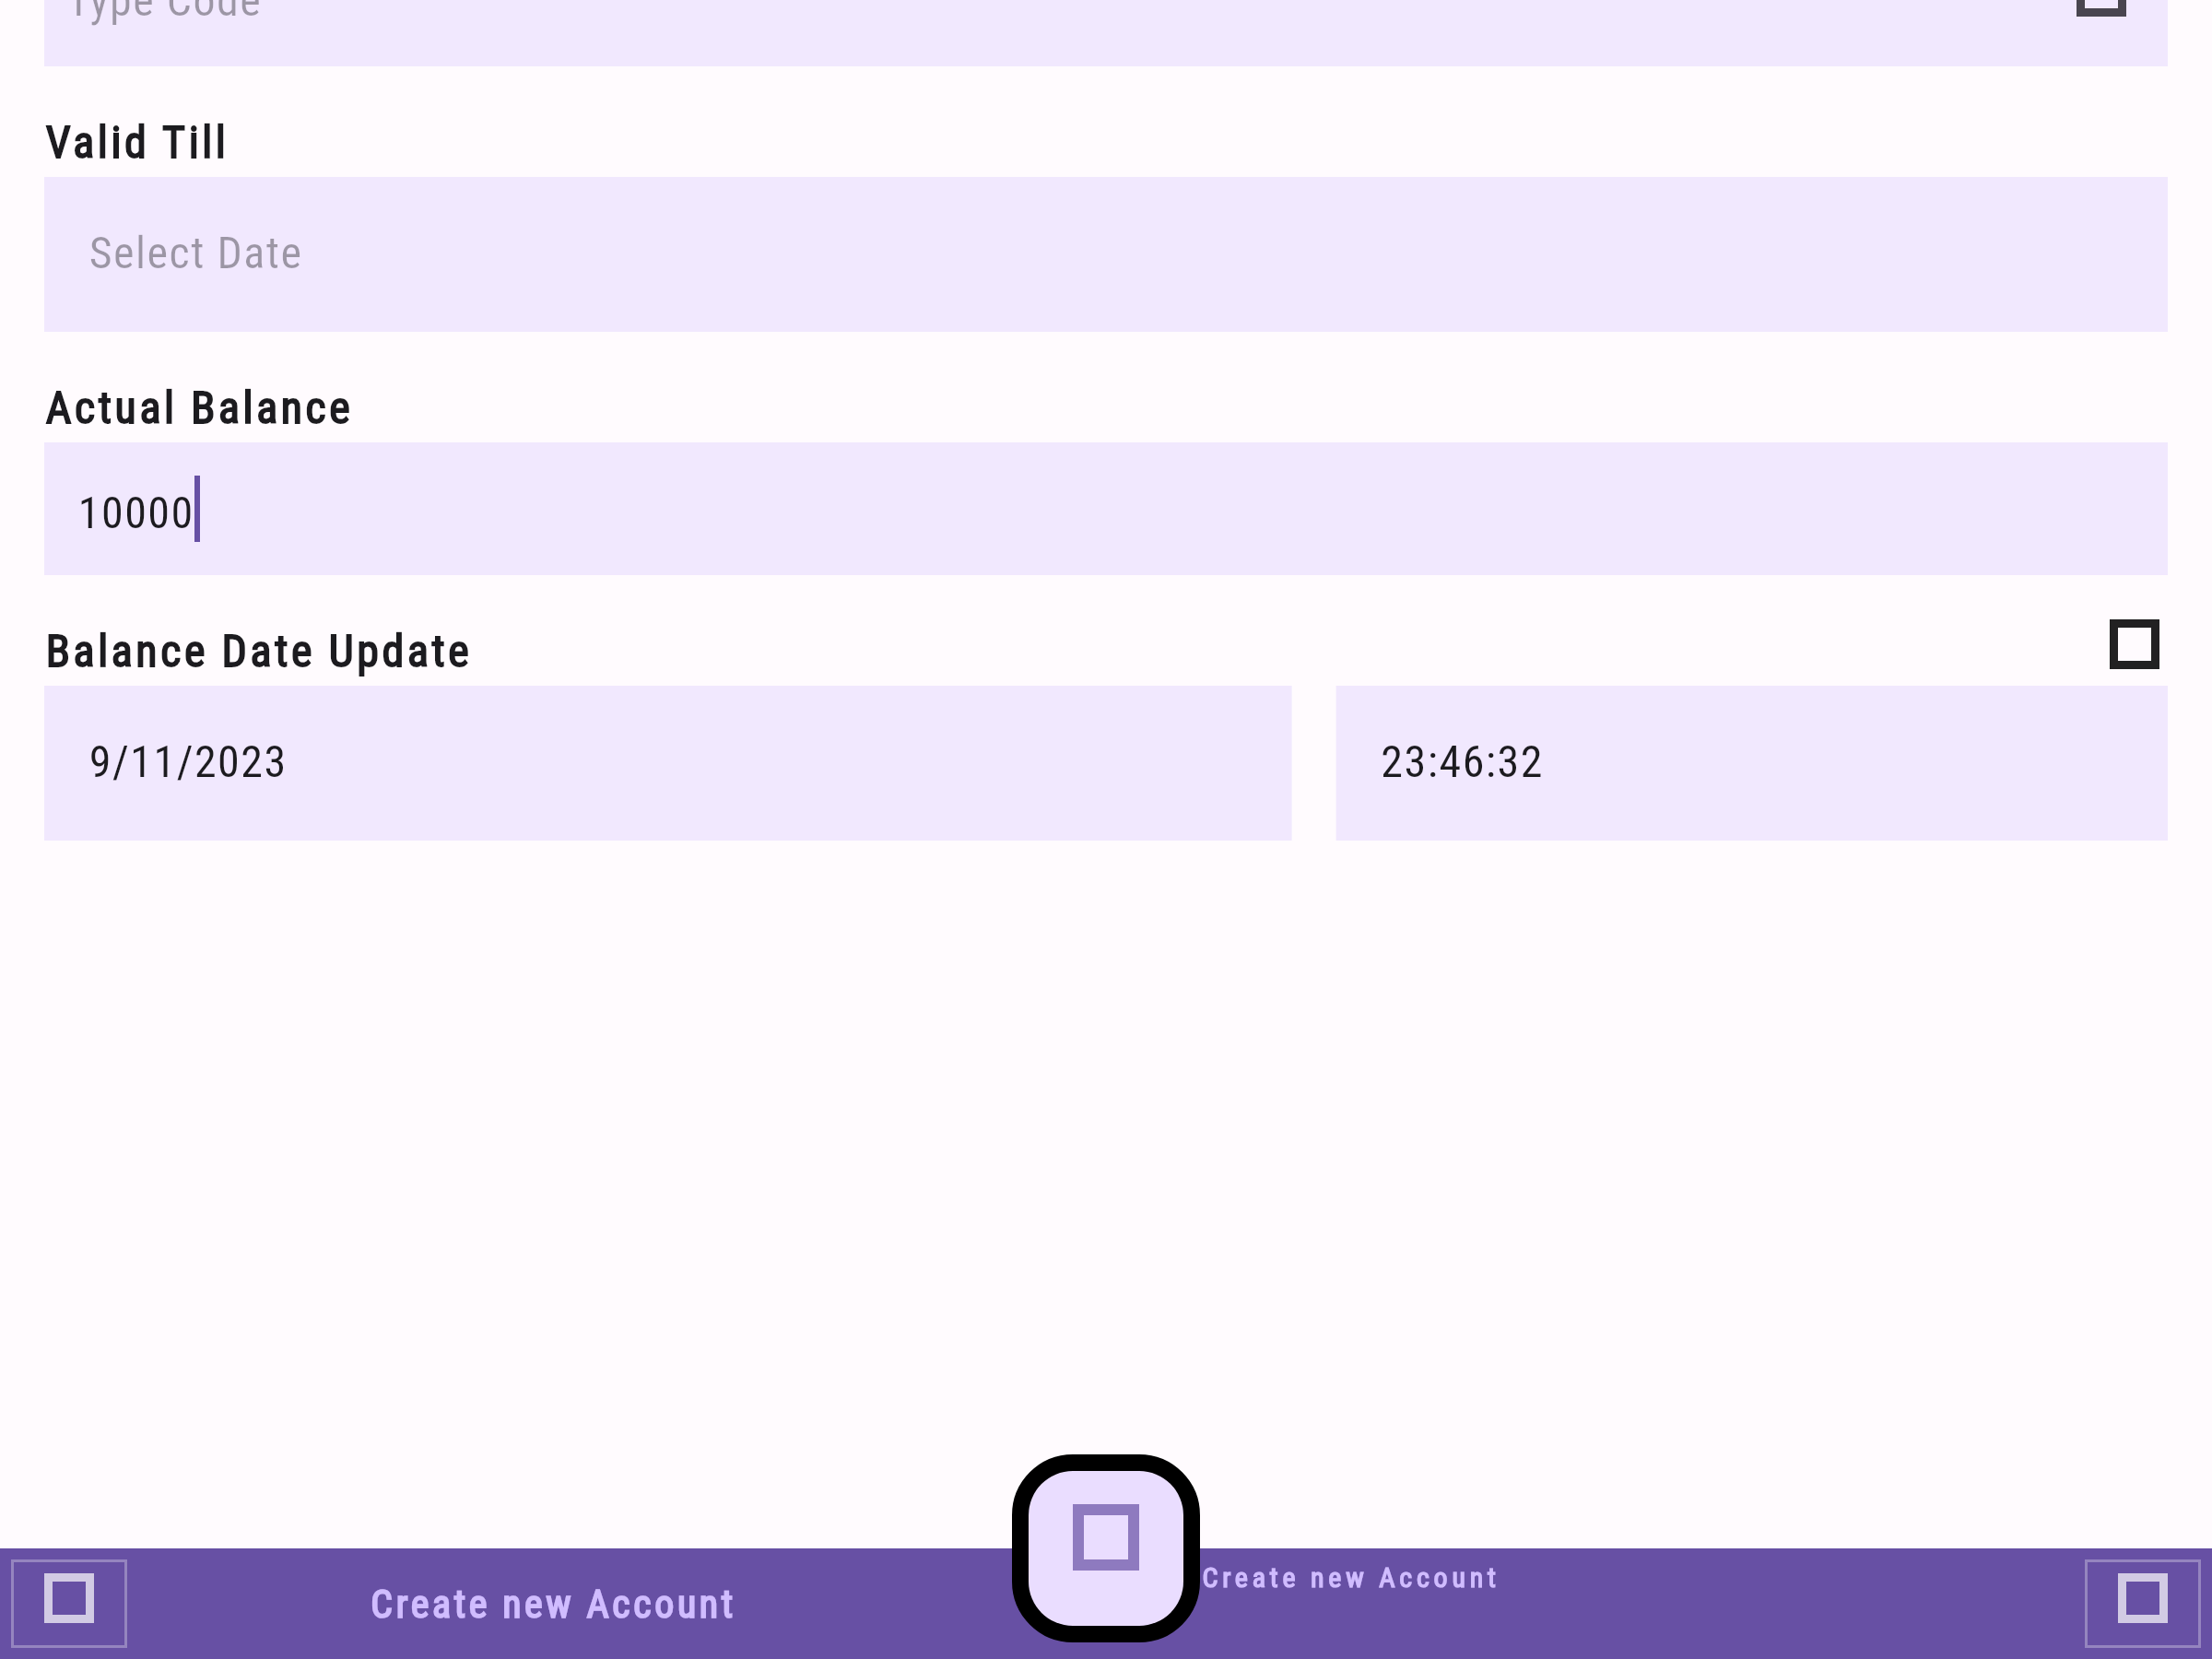 Type Code
Valid Till
Select Date
Actual Balance
10000
Balance Date Update
9/11/2023
23:46:32
Create new Account
Create new Account